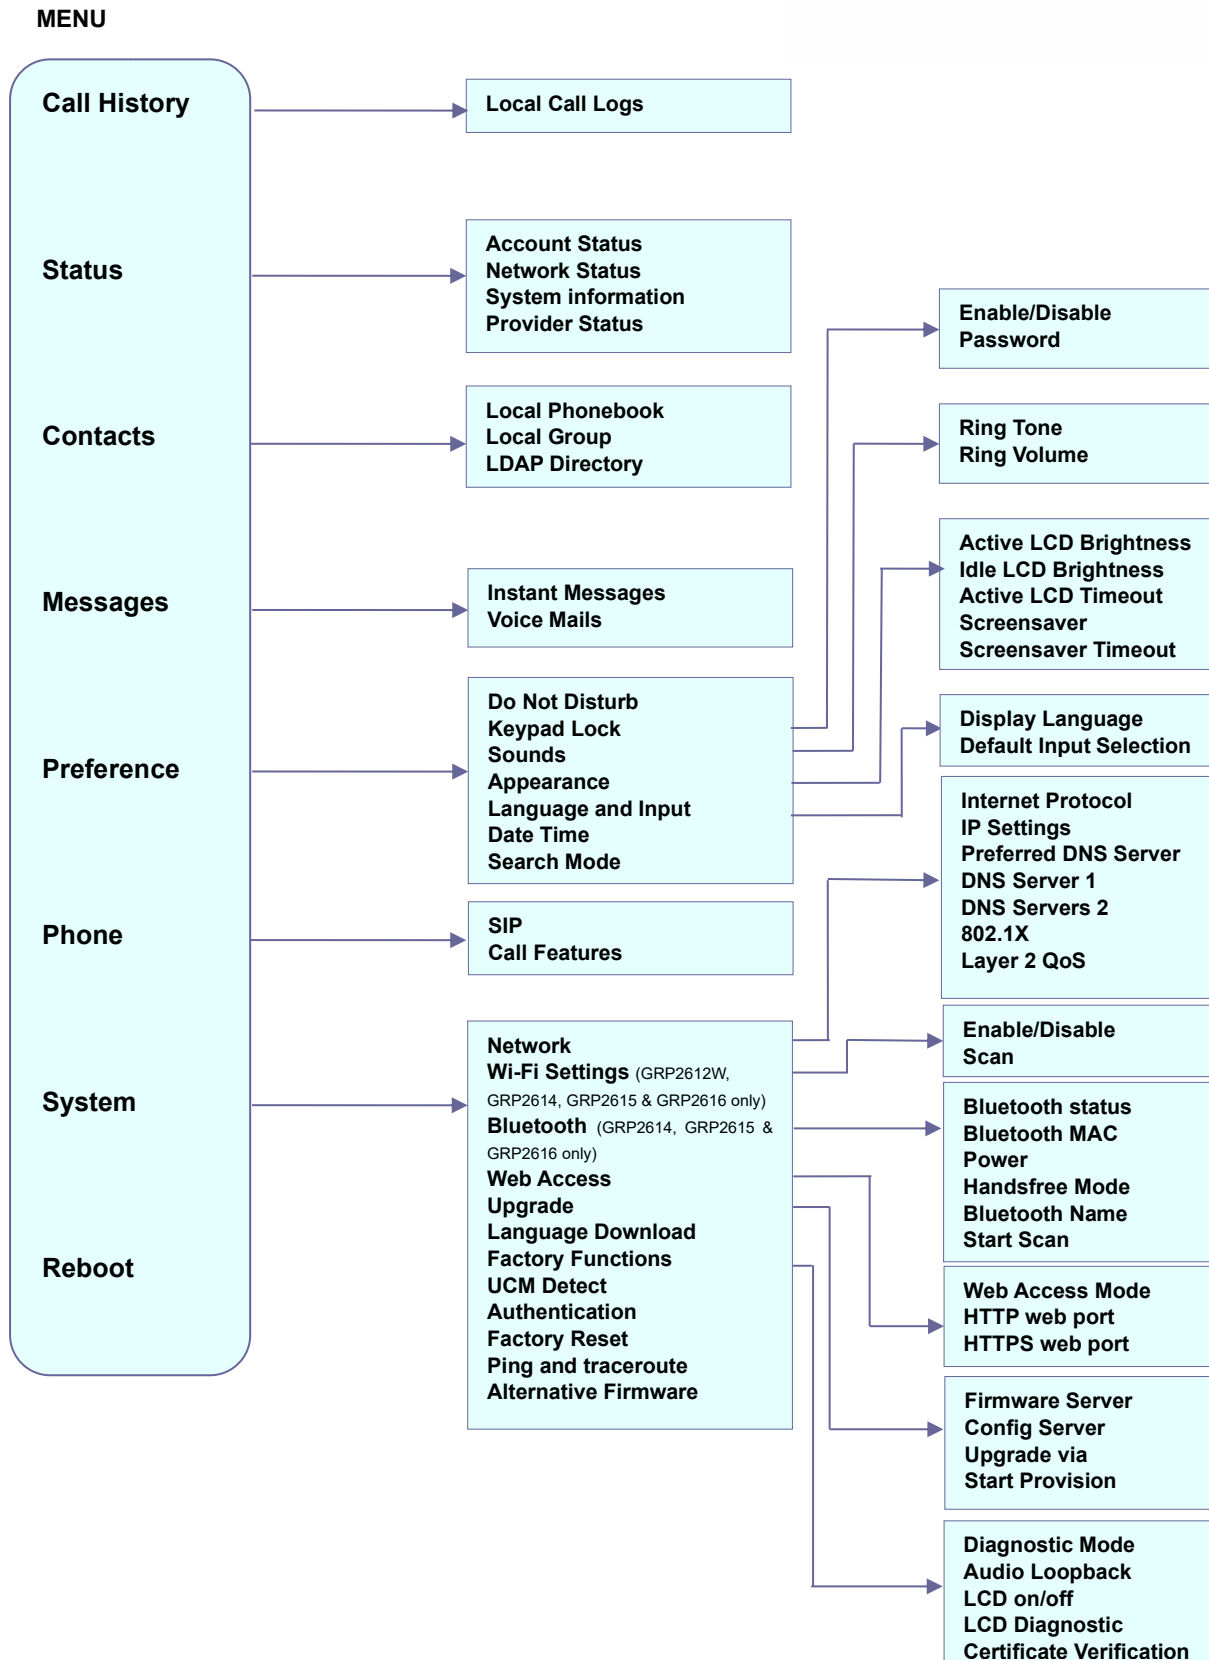 MENU
Call History
Local Call Logs
Status
Account Status
Network Status
System information
Provider Status
Enable/Disable
Password
Contacts
Local Phonebook
Local Group
LDAP Directory
Ring Tone
Ring Volume
Active LCD Brightness
Idle LCD Brightness
Active LCD Timeout
Screensaver
Screensaver Timeout
Messages
Instant Messages
Voice Mails
Preference
Do Not Disturb
Keypad Lock
Sounds
Appearance
Language and Input
Date Time
Search Mode
Display Language
Default Input Selection
Internet Protocol
IP Settings
Preferred DNS Server
DNS Server 1
DNS Servers 2
802.1X
Layer 2 QoS
Phone
SIP
Call Features
System
Network
Wi-Fi Settings (GRP2612W,
GRP2614, GRP2615 & GRP2616 only)
Bluetooth (GRP2614, GRP2615 &
GRP2616 only)
Web Access
Upgrade
Language Download
Factory Functions
UCM Detect
Authentication
Factory Reset
Ping and traceroute
Alternative Firmware
Enable/Disable
Scan
Bluetooth status
Bluetooth MAC
Power
Handsfree Mode
Bluetooth Name
Start Scan
Reboot
Web Access Mode
HTTP web port
HTTPS web port
Firmware Server
Config Server
Upgrade via
Start Provision
Diagnostic Mode
Audio Loopback
LCD on/off
LCD Diagnostic
Certificate Verification